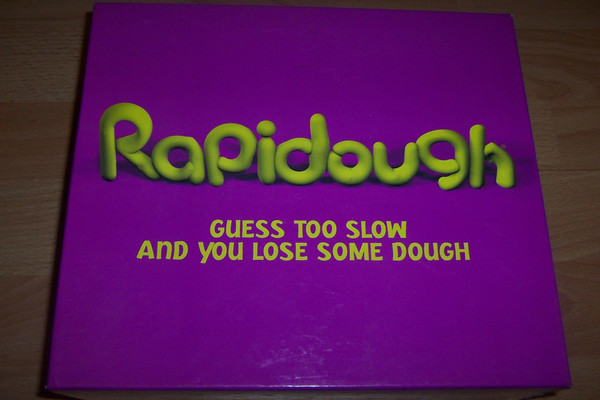 Rapidough
GUESS TOO SLOW
AND YOU LOSE SOME DOUGH